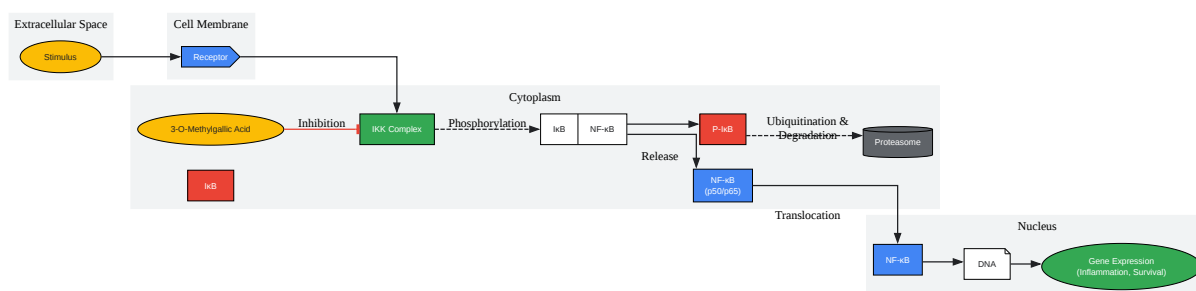 Extracellular Space
Cell Membrane
Stimulus
Receptor
Cytoplasm
3-O-Methylgallic Acid
Inhibition
IKK Complex
Phosphorylation
IκB
NF-κB
P-IκB
Ubiquitination &
Degradation
Proteasome
Release
IκB
NF-κB
(p50/p65)
Translocation
Nucleus
NF-κB
DNA
Gene Expression
(Inflammation, Survival)